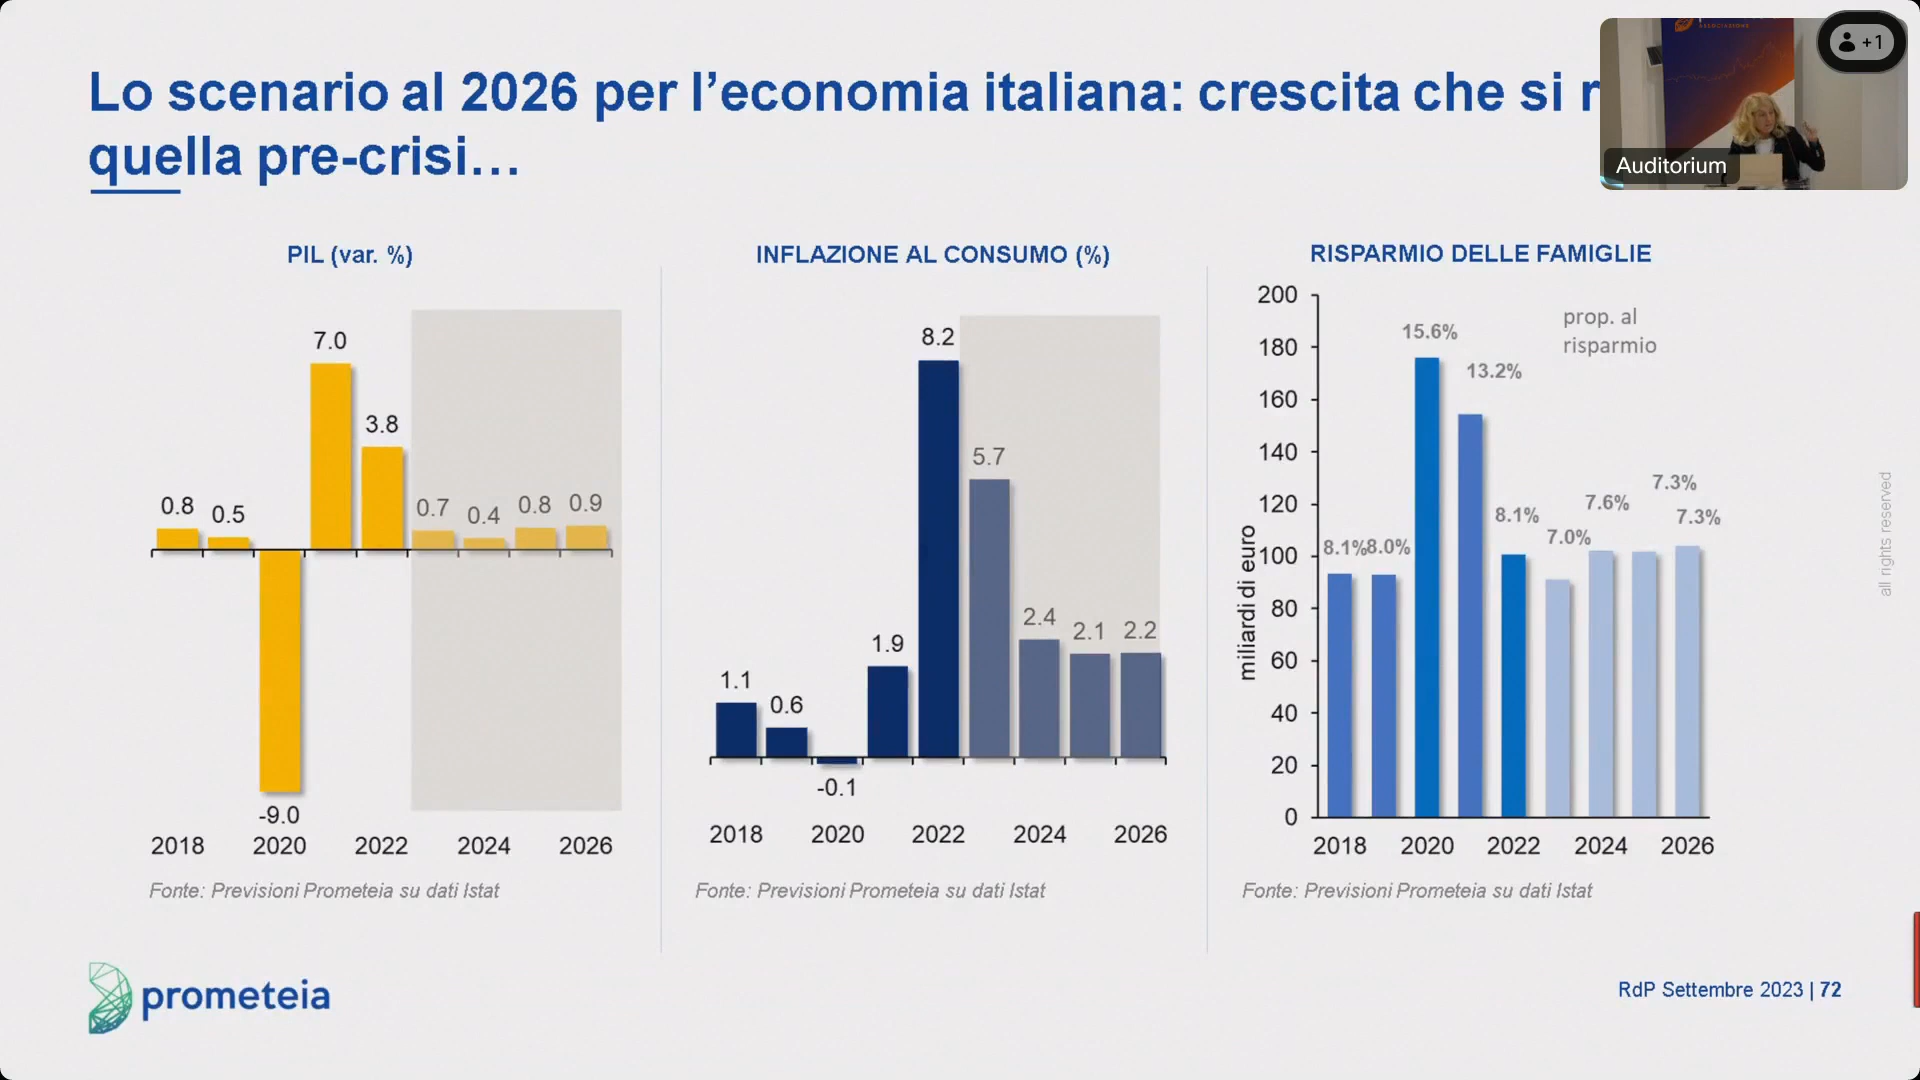 Lo scenario al 2026 per l’economia italiana: crescita che si
quella pre-crisi…
+1
Auditorium
PIL (var. %)
7.0
3.8
0.8
0.5
0.7
0.4
0.8
0.9
-9.0
2018 2020 2022 2024 2026
Fonte: Previsioni Prometeia su dati Istat
INFLAZIONE AL CONSUMO (%)
8.2
5.7
1.9
2.4
2.1
2.2
1.1
0.6
-0.1
2018 2020 2022 2024 2026
Fonte: Previsioni Prometeia su dati Istat
RISPARMIO DELLE FAMIGLIE
prop. al
risparmio
200
180
160
140
120
100
80
60
40
20
0
miliardi di euro
8.1%
8.0%
15.6%
13.2%
8.1%
7.0%
7.6%
7.3%
7.3%
2018 2020 2022 2024 2026
Fonte: Previsioni Prometeia su dati Istat
all rights reserved
prometeia
RdP Settembre 2023 | 72